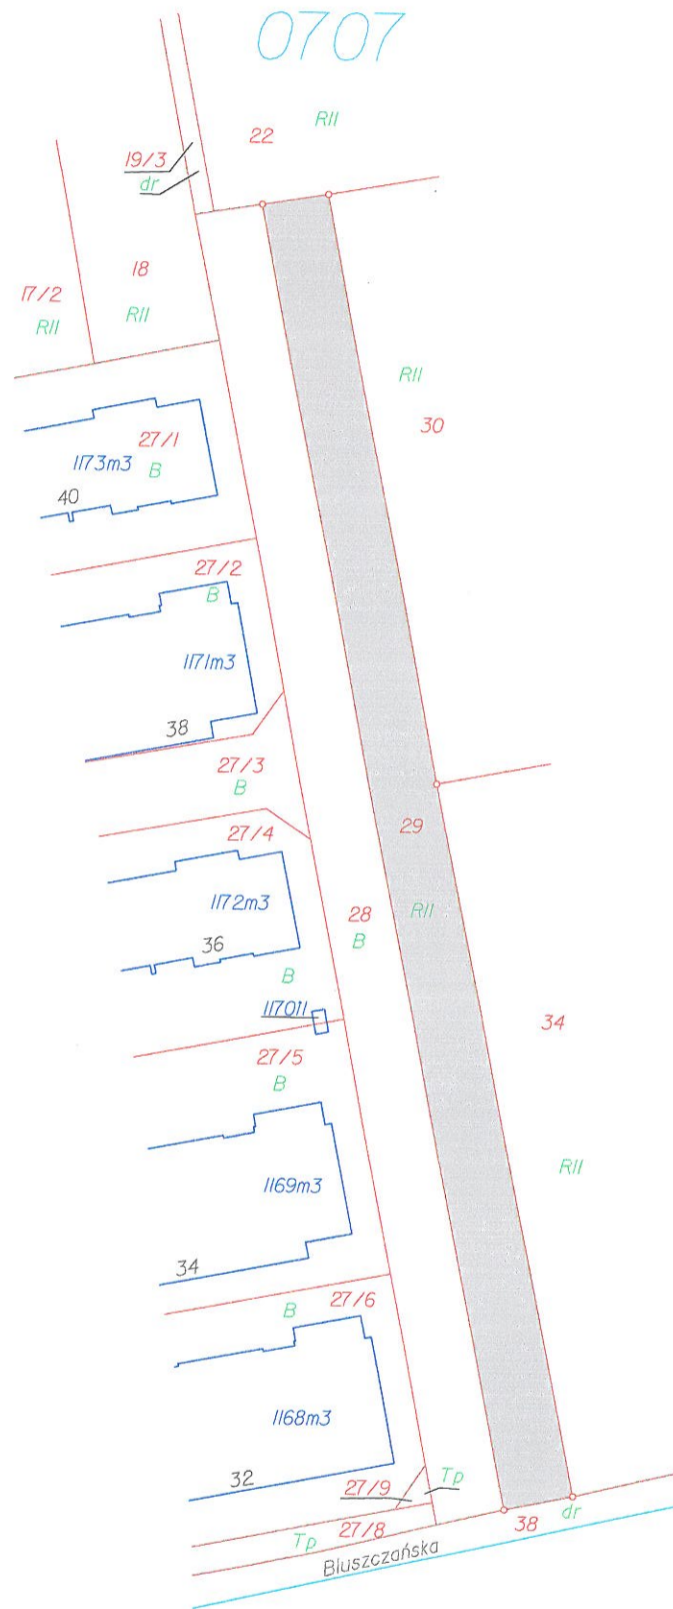 0707
RII
22
19/3
dr
18
17/2
RII
RII
RII
30
27/1
1173m3
B
40
27/2
B
1171m3
38
27/3
B
27/4
29
1172m3
28
RII
36
B
B
117011
27/5
34
B
RII
1169m3
34
B
27/6
1168m3
32
Tp
27/9
dr
38
27/8
Tp
Bluszczańska